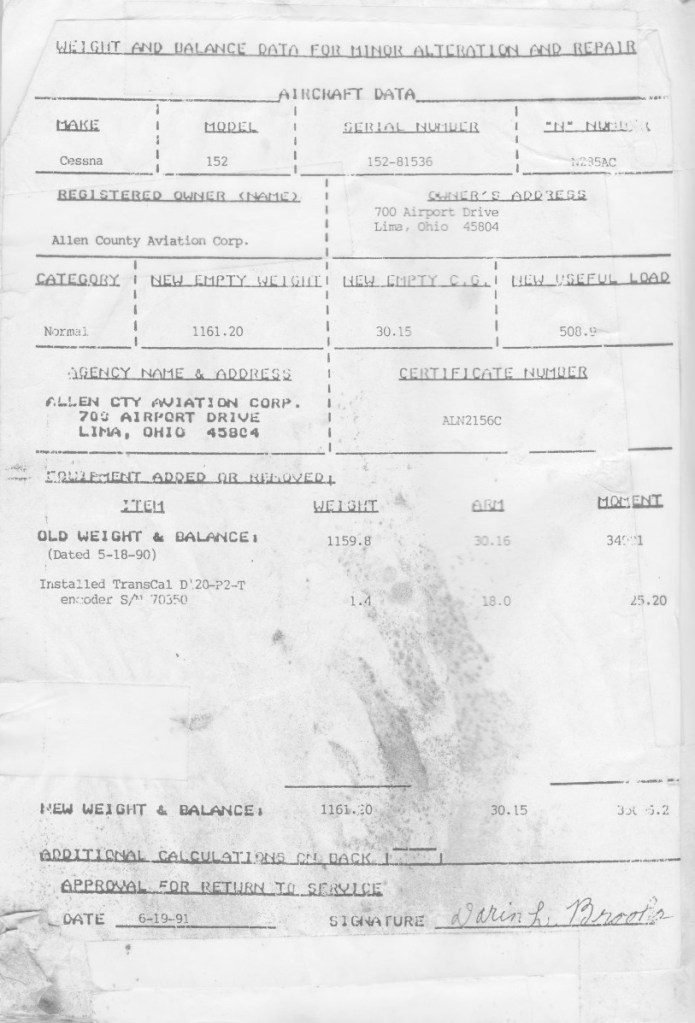 WEIGHT AND BALANCE DATA FOR MINOR ALTERATION AND REPAIR
AIRCRAFT DATA
MAKE MODEL SERIAL NUMBER "N" NUMBER
Cessna 152 152-81536
REGISTERED OWNER (NAME) OWNER'S ADDRESS
700 Airport Drive
Lima, Ohio 45804
Allen County Aviation Corp.
CATEGORY NEW EMPTY WEIGHT NEW EMPTY C.G. NEW USEFUL LOAD
Normal 1161.20 30.15 508.9
AGENCY NAME & ADDRESS CERTIFICATE NUMBER
ALLEN CTY AVIATION CORP.
700 AIRPORT DRIVE
LIMA, OHIO 45804
ALN2156C
EQUIPMENT ADDED OR REMOVED:
ITEM WEIGHT ARM MOMENT
OLD WEIGHT & BALANCE: 1159.8 30.16
(Dated 5-18-90)
Installed TransCal
encoder S/N 70350 1.4 18.0 25.20
NEW WEIGHT & BALANCE: 1161.20 30.15
ADDITIONAL CALCULATIONS ON BACK
APPROVAL FOR RETURN TO SERVICE
DATE 6-19-91 SIGNATURE Darin L. Brooks